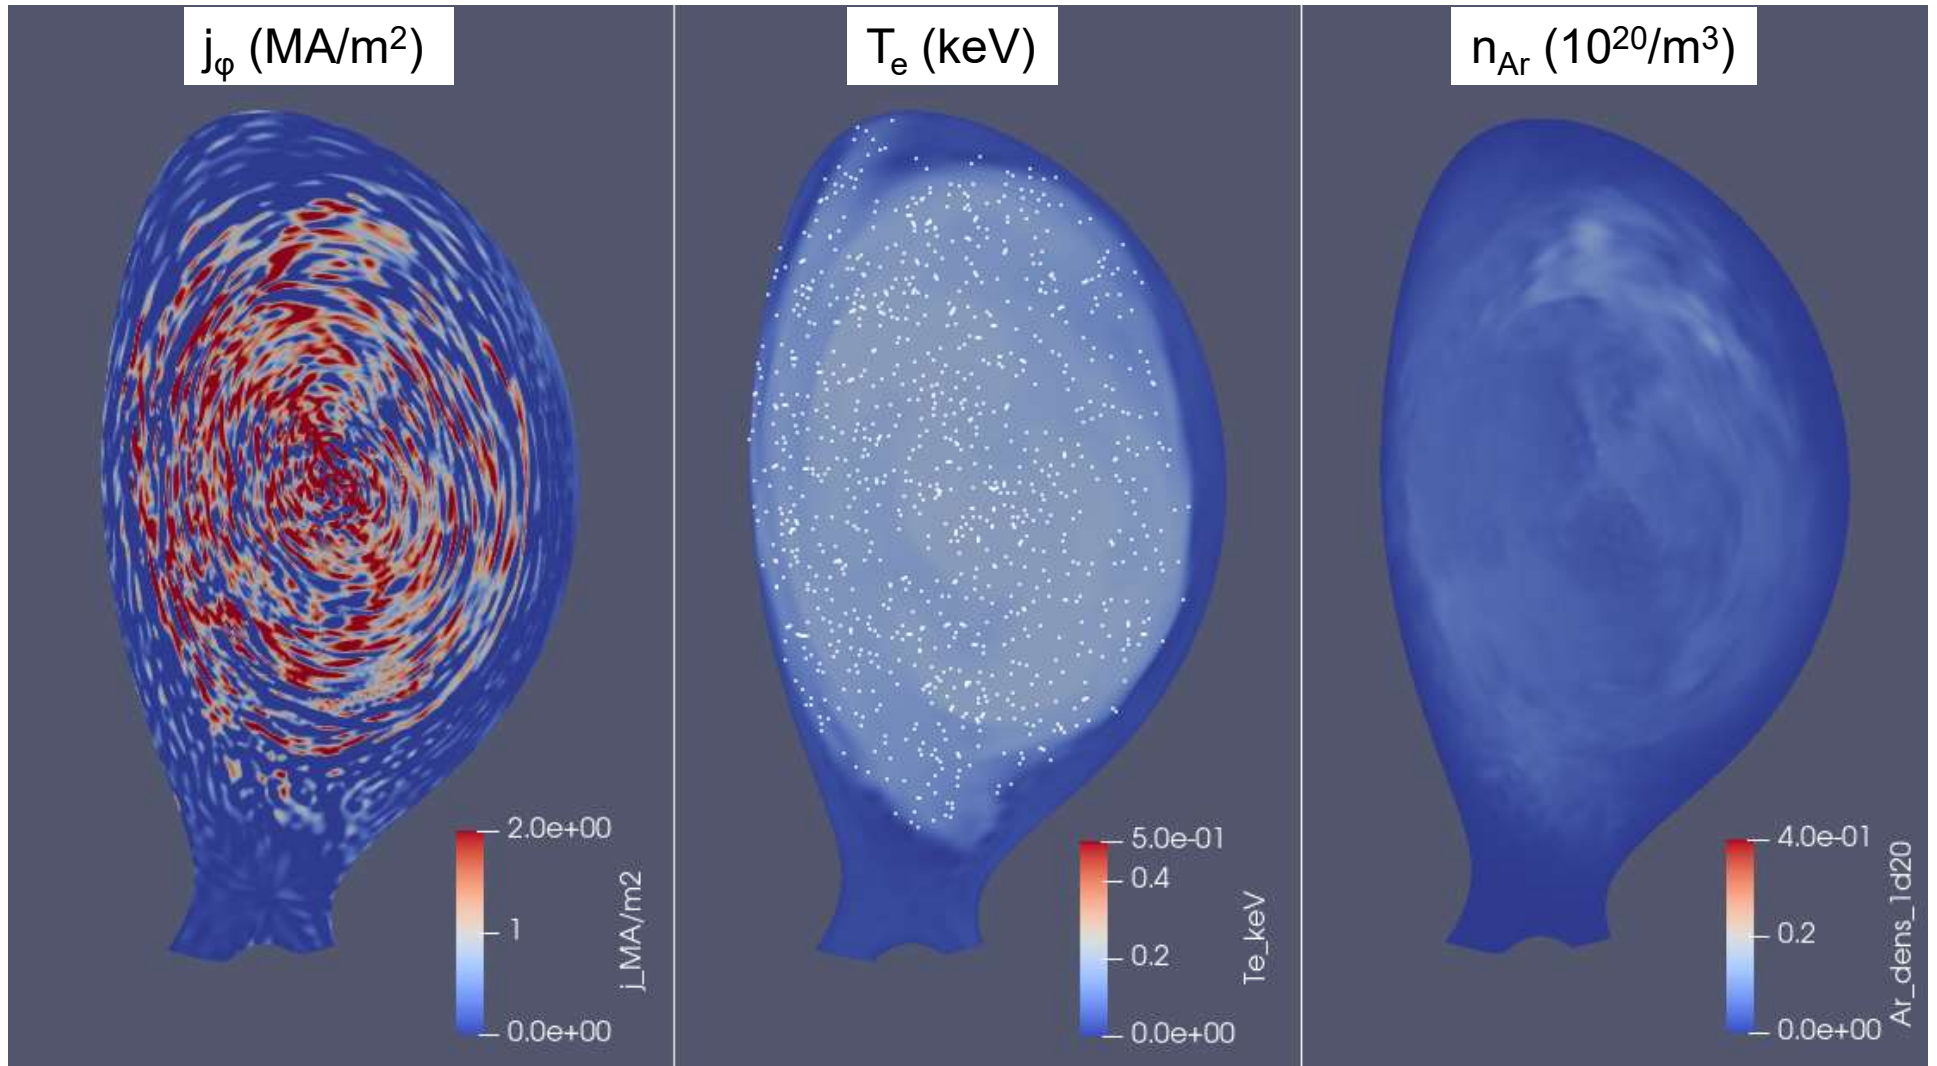 jφ (MA/m²)
2.0e+00
1
0.0e+00
j_MA/m2
Te (keV)
5.0e-01
0.4
0.2
0.0e+00
Te_keV
nAr (10²⁰/m³)
4.0e-01
0.2
0.0e+00
Ar_dens_1d20